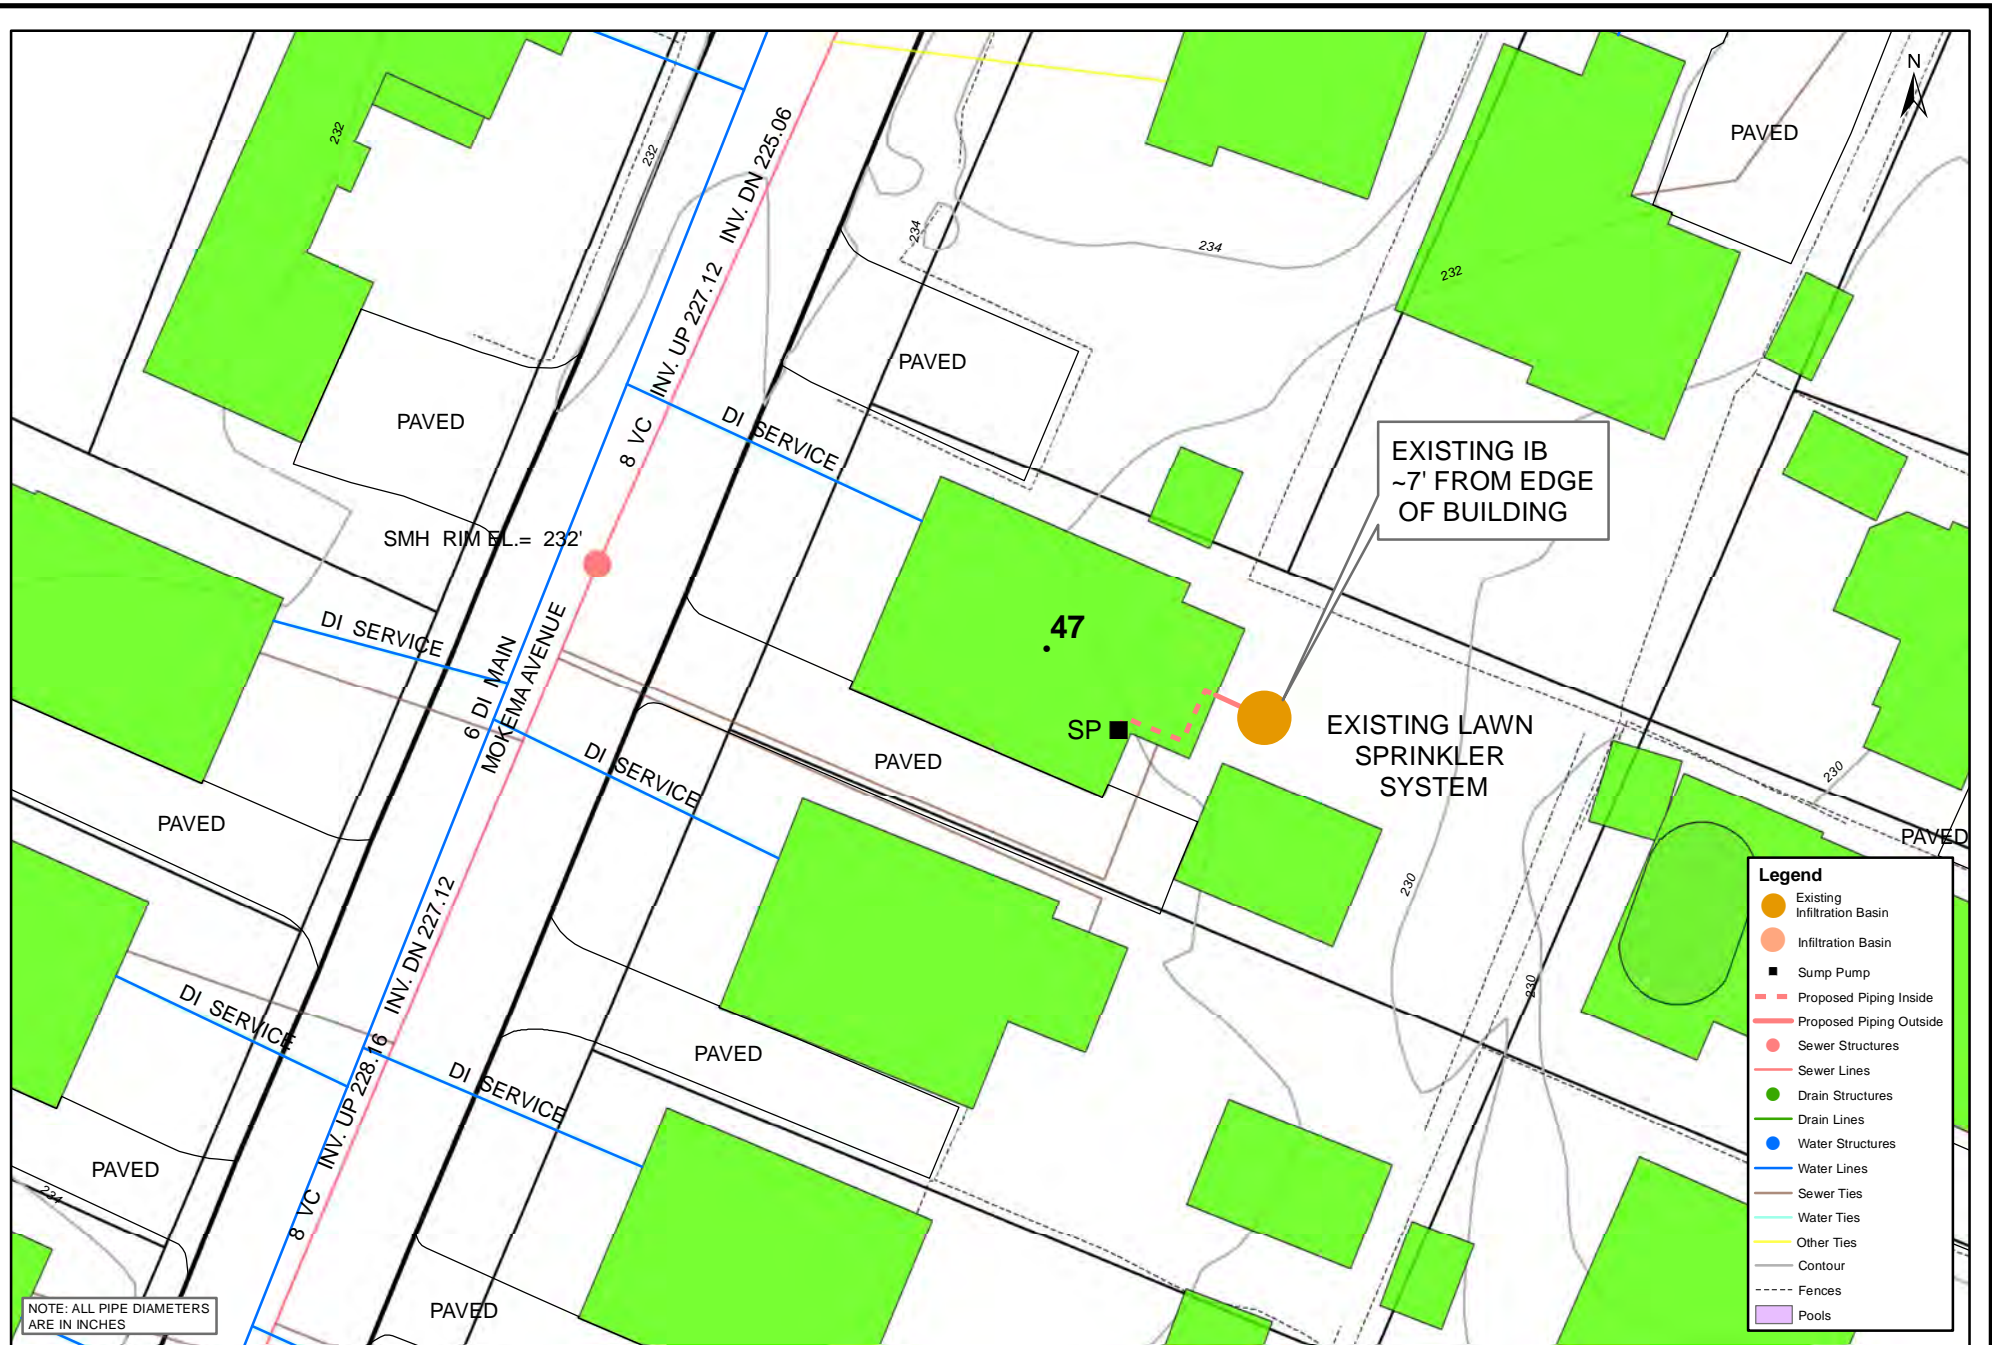 N
232
232
INV. DN 225.06
PAVED
234
234
232
INV. UP 227.12
PAVED
PAVED
8 VC
DI SERVICE
EXISTING IB
~7' FROM EDGE
OF BUILDING
SMH RIM EL.= 232'
DI SERVICE
47
6 DI MAIN
MOKEMA AVENUE
SP
EXISTING LAWN
SPRINKLER
SYSTEM
DI SERVICE
PAVED
230
PAVED
PAVED
230
INV. DN 227.12
230
DI SERVICE
INV. UP 228.16
PAVED
DI SERVICE
PAVED
234
8 VC
PAVED
NOTE: ALL PIPE DIAMETERS
ARE IN INCHES
Legend
Existing
Infiltration Basin
Infiltration Basin
Sump Pump
Proposed Piping Inside
Proposed Piping Outside
Sewer Structures
Sewer Lines
Drain Structures
Drain Lines
Water Structures
Water Lines
Sewer Ties
Water Ties
Other Ties
Contour
Fences
Pools